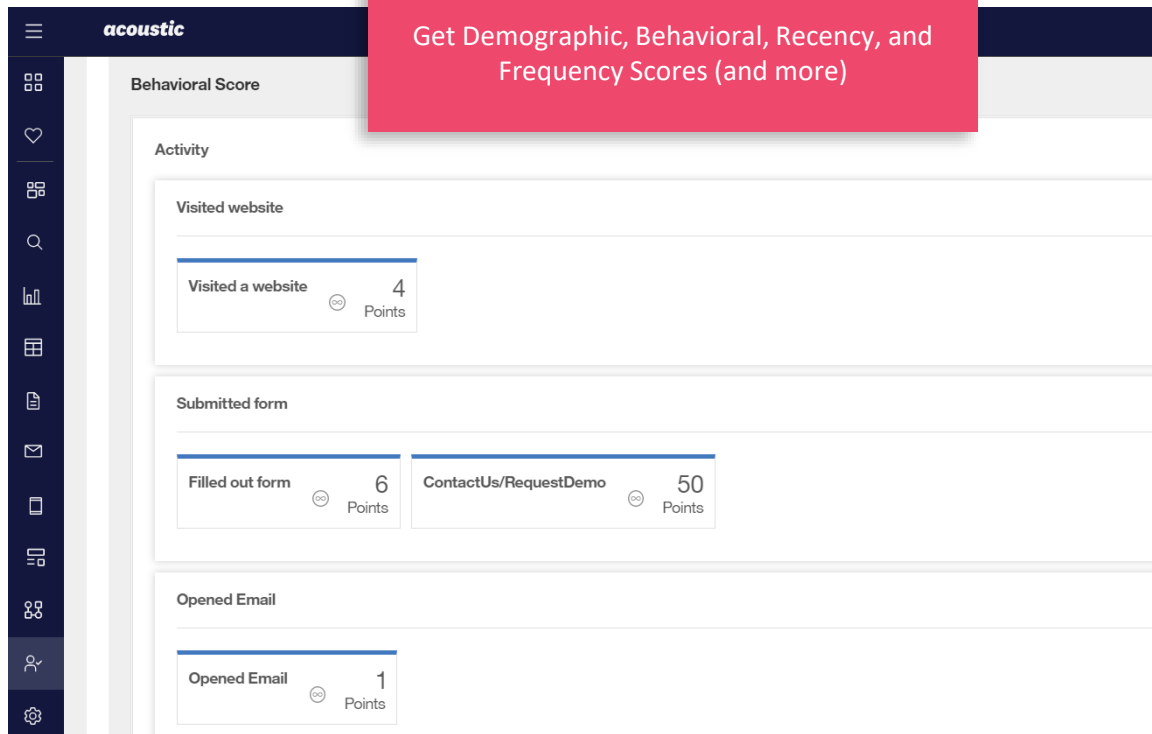 acoustic
Get Demographic, Behavioral, Recency, and
Frequency Scores (and more)
Behavioral Score
Activity
Visited website
Visited a website
4
Points
Submitted form
Filled out form
6
Points
ContactUs/RequestDemo
50
Points
Opened Email
Opened Email
1
Points